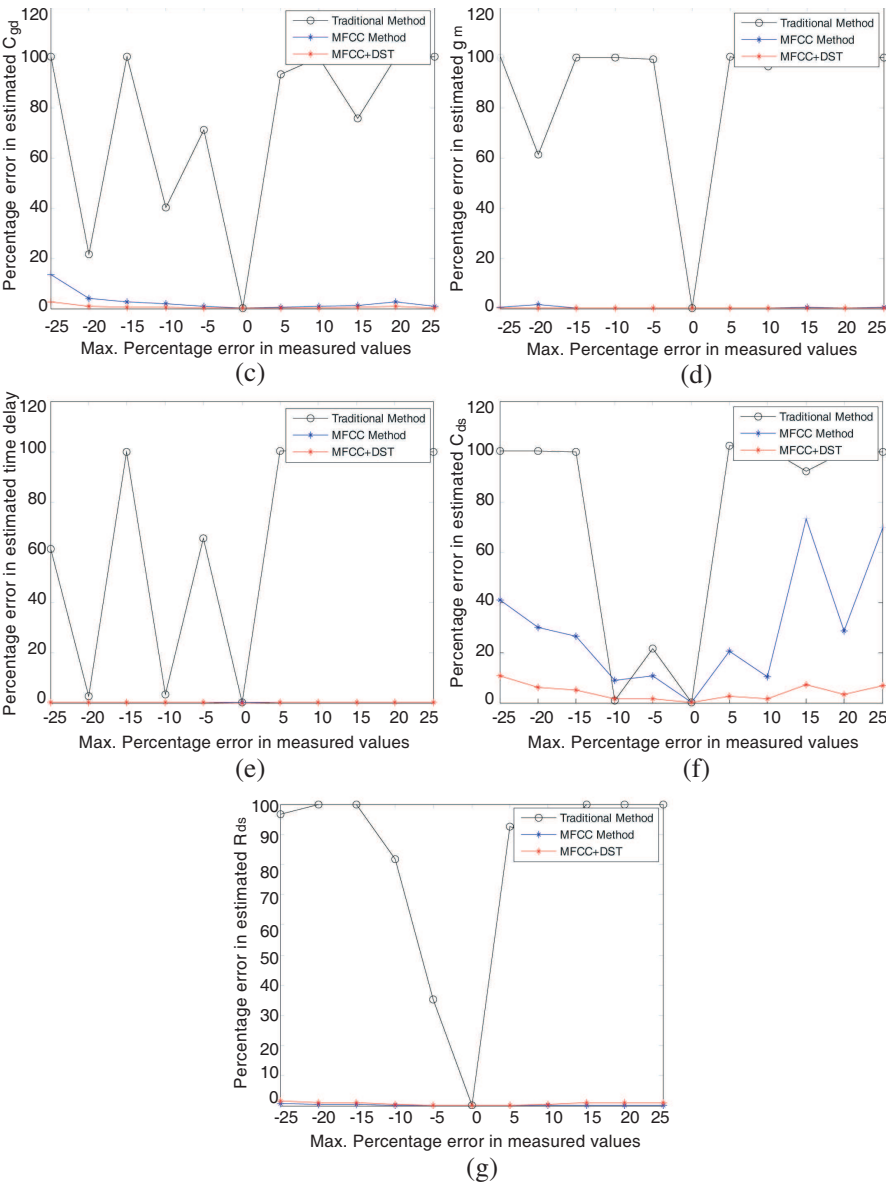 120
100
80
60
40
20
0
Percentage error in estimated Cgd
Traditional Method
MFCC Method
MFCC+DST
-25 -20 -15 -10 -5 0 5 10 15 20 25
Max. Percentage error in measured values
(c)
120
100
80
60
40
20
0
Percentage error in estimated gm
Traditional Method
MFCC Method
MFCC+DST
-25 -20 -15 -10 -5 0 5 10 15 20 25
Max. Percentage error in measured values
(d)
120
100
80
60
40
20
0
Percentage error in estimated time delay
Traditional Method
MFCC Method
MFCC+DST
-25 -20 -15 -10 -5 0 5 10 15 20 25
Max. Percentage error in measured values
(e)
120
100
80
60
40
20
0
Percentage error in estimated Cds
Traditional Method
MFCC Method
MFCC+DST
-25 -20 -15 -10 -5 0 5 10 15 20 25
Max. Percentage error in measured values
(f)
100
90
80
70
60
50
40
30
20
10
0
Percentage error in estimated Rds
Traditional Method
MFCC Method
MFCC+DST
-25 -20 -15 -10 -5 0 5 10 15 20 25
Max. Percentage error in measured values
(g)